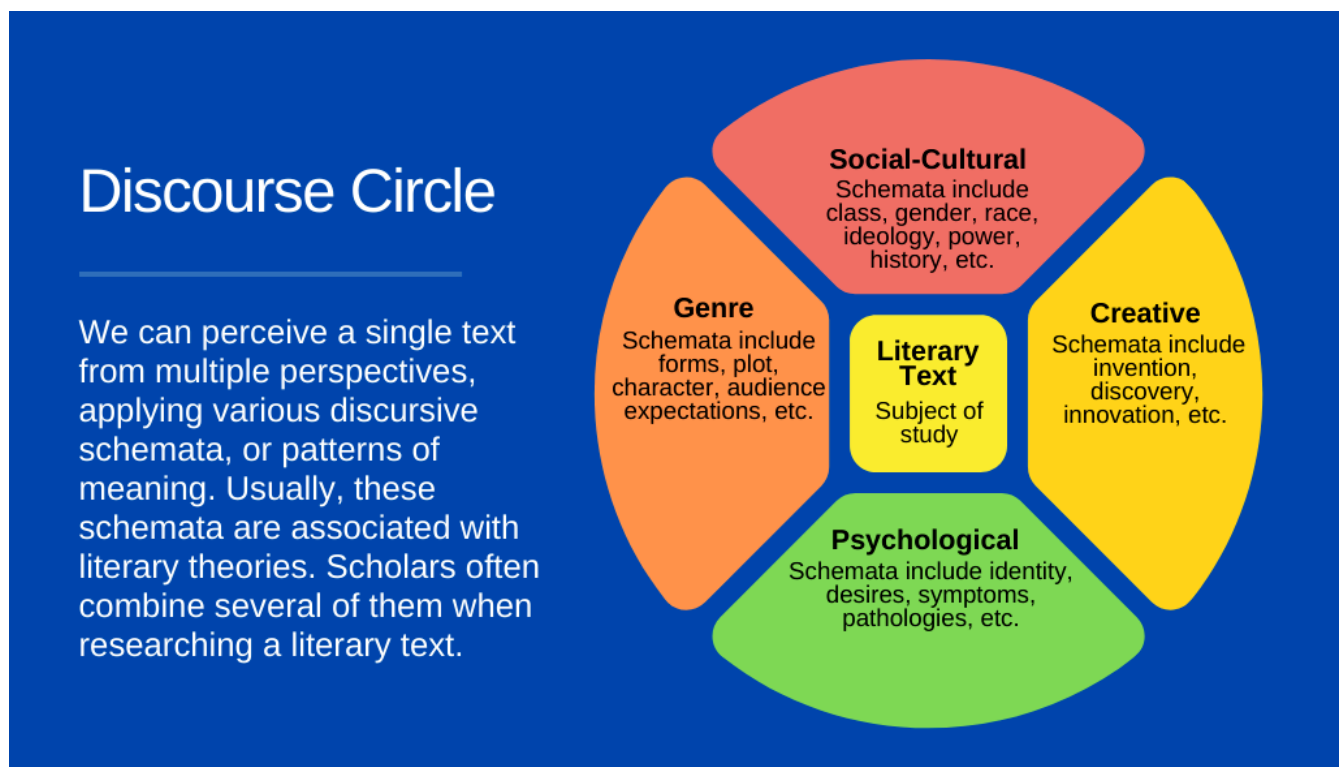 Discourse Circle
We can perceive a single text
from multiple perspectives,
applying various discursive
schemata, or patterns of
meaning. Usually, these
schemata are associated with
literary theories. Scholars often
combine several of them when
researching a literary text.
Social-Cultural
Schemata include
class, gender, race,
ideology, power,
history, etc.
Genre
Schemata include
forms, plot,
character, audience
expectations, etc.
Literary
Text
Subject of
study
Creative
Schemata include
invention,
discovery,
innovation, etc.
Psychological
Schemata include identity,
desires, symptoms,
pathologies, etc.